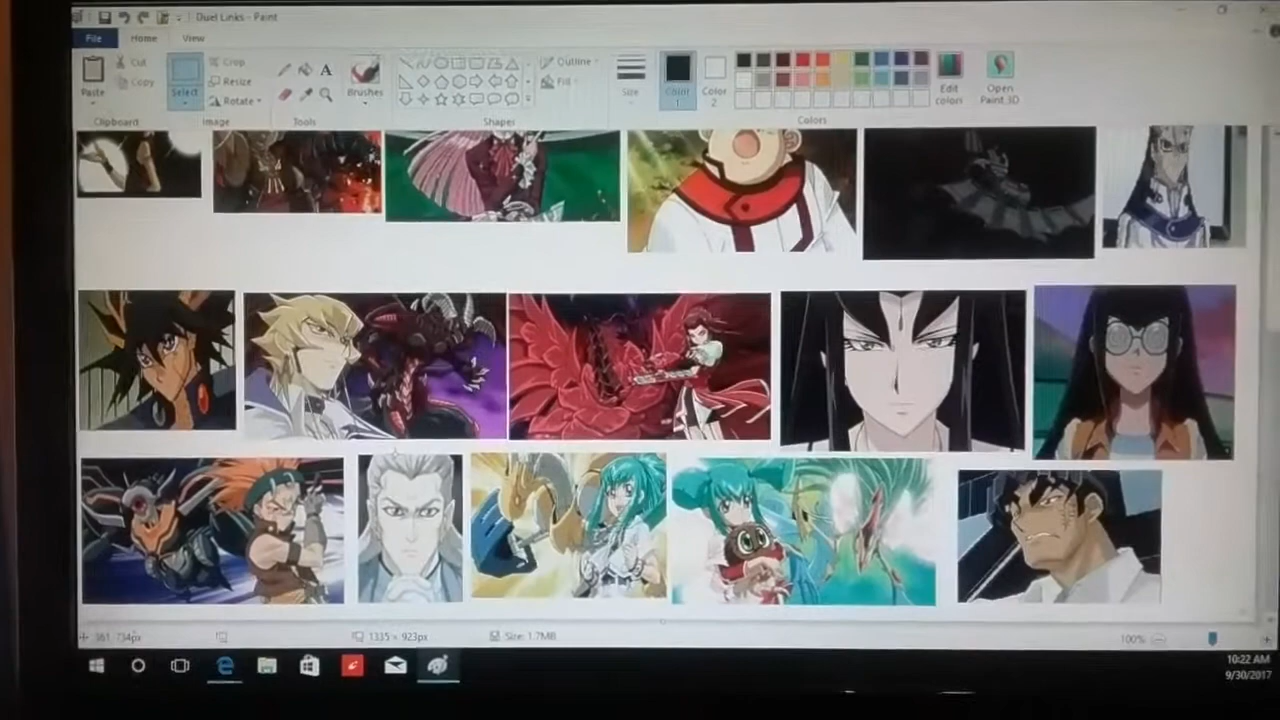 Duel Links - Paint
File Home View
Paste Cut Copy
Select Crop Resize Rotate
A
Brushes
Outline Fill
Size
Color 1
Color 2
Edit colors
Open Paint 3D
Clipboard Image Tools Shapes Colors
361, 734px 1335 × 923px Size: 1.7MB 100%
10:22 AM
9/30/2017